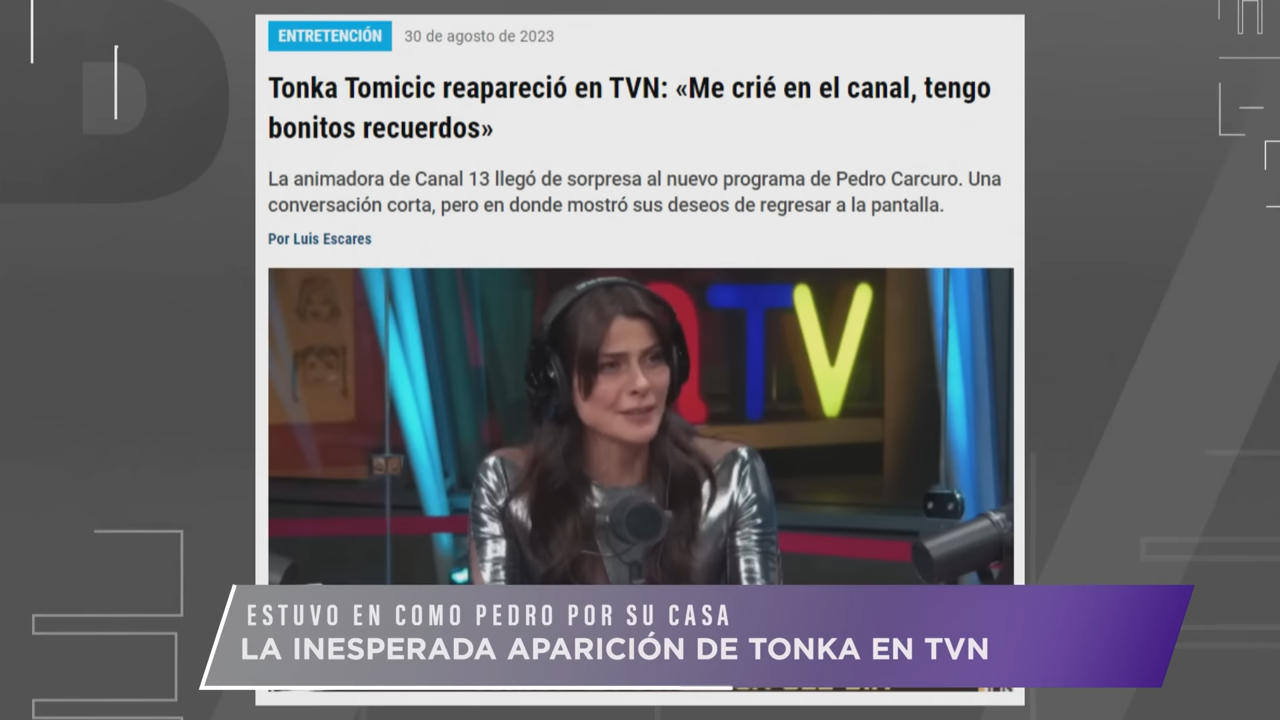 ENTRETENCIÓN 30 de agosto de 2023
Tonka Tomicic reapareció en TVN: «Me crié en el canal, tengo
bonitos recuerdos»
La animadora de Canal 13 llegó de sorpresa al nuevo programa de Pedro Carcuro. Una
conversación corta, pero en donde mostró sus deseos de regresar a la pantalla.
Por Luis Escares
TV
ESTUVO EN COMO PEDRO POR SU CASA
LA INESPERADA APARICIÓN DE TONKA EN TVN